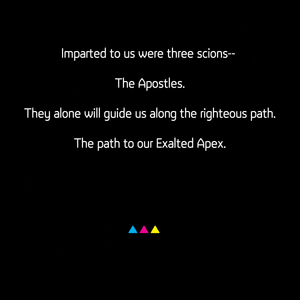 Imparted to us were three scions--
The Apostles.
They alone will guide us along the righteous path.
The path to our Exalted Apex.